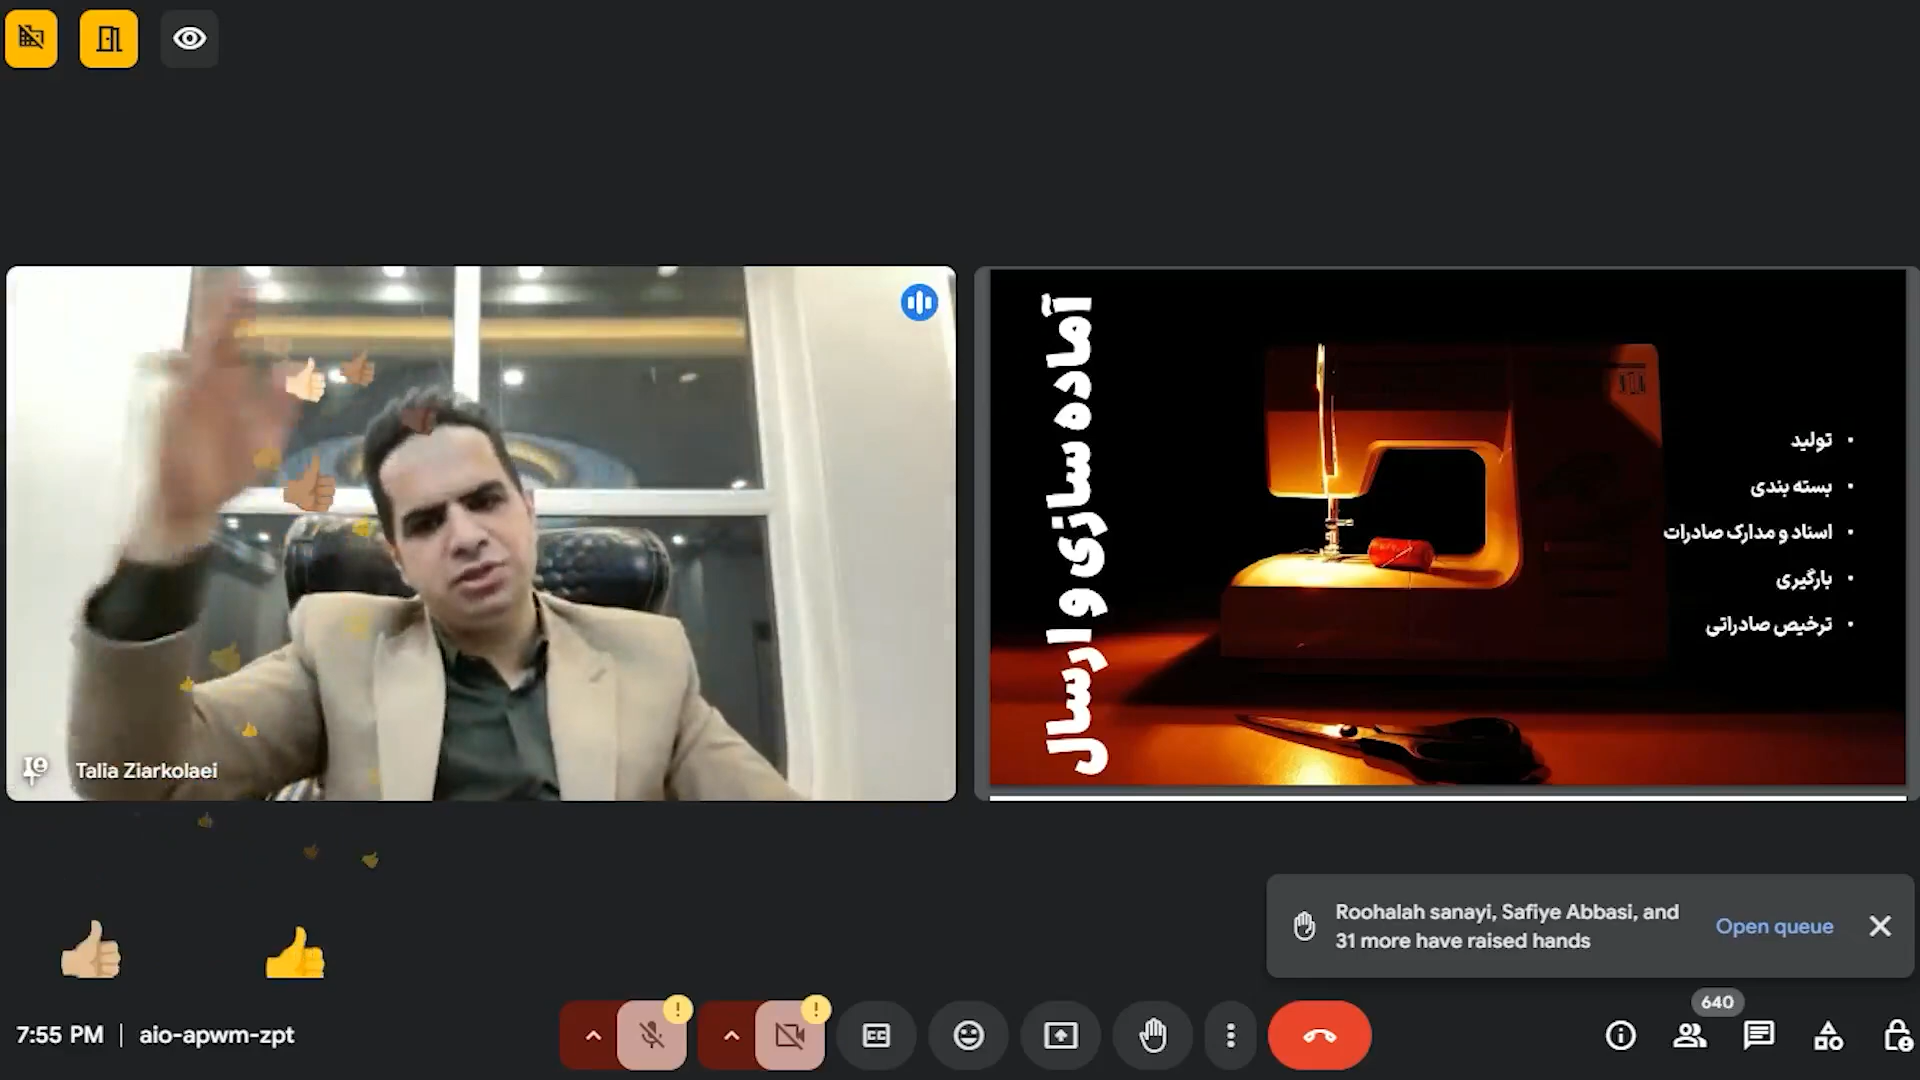 Talia Ziarkolaei
آماده سازی و ارسال
• تولید
• بسته بندی
• اسناد و مدارک صادرات
• بارگیری
• ترخیص صادراتی
Roohalah sanayi, Safiye Abbasi, and
31 more have raised hands
Open queue
640
7:55 PM | aio-apwm-zpt
CC